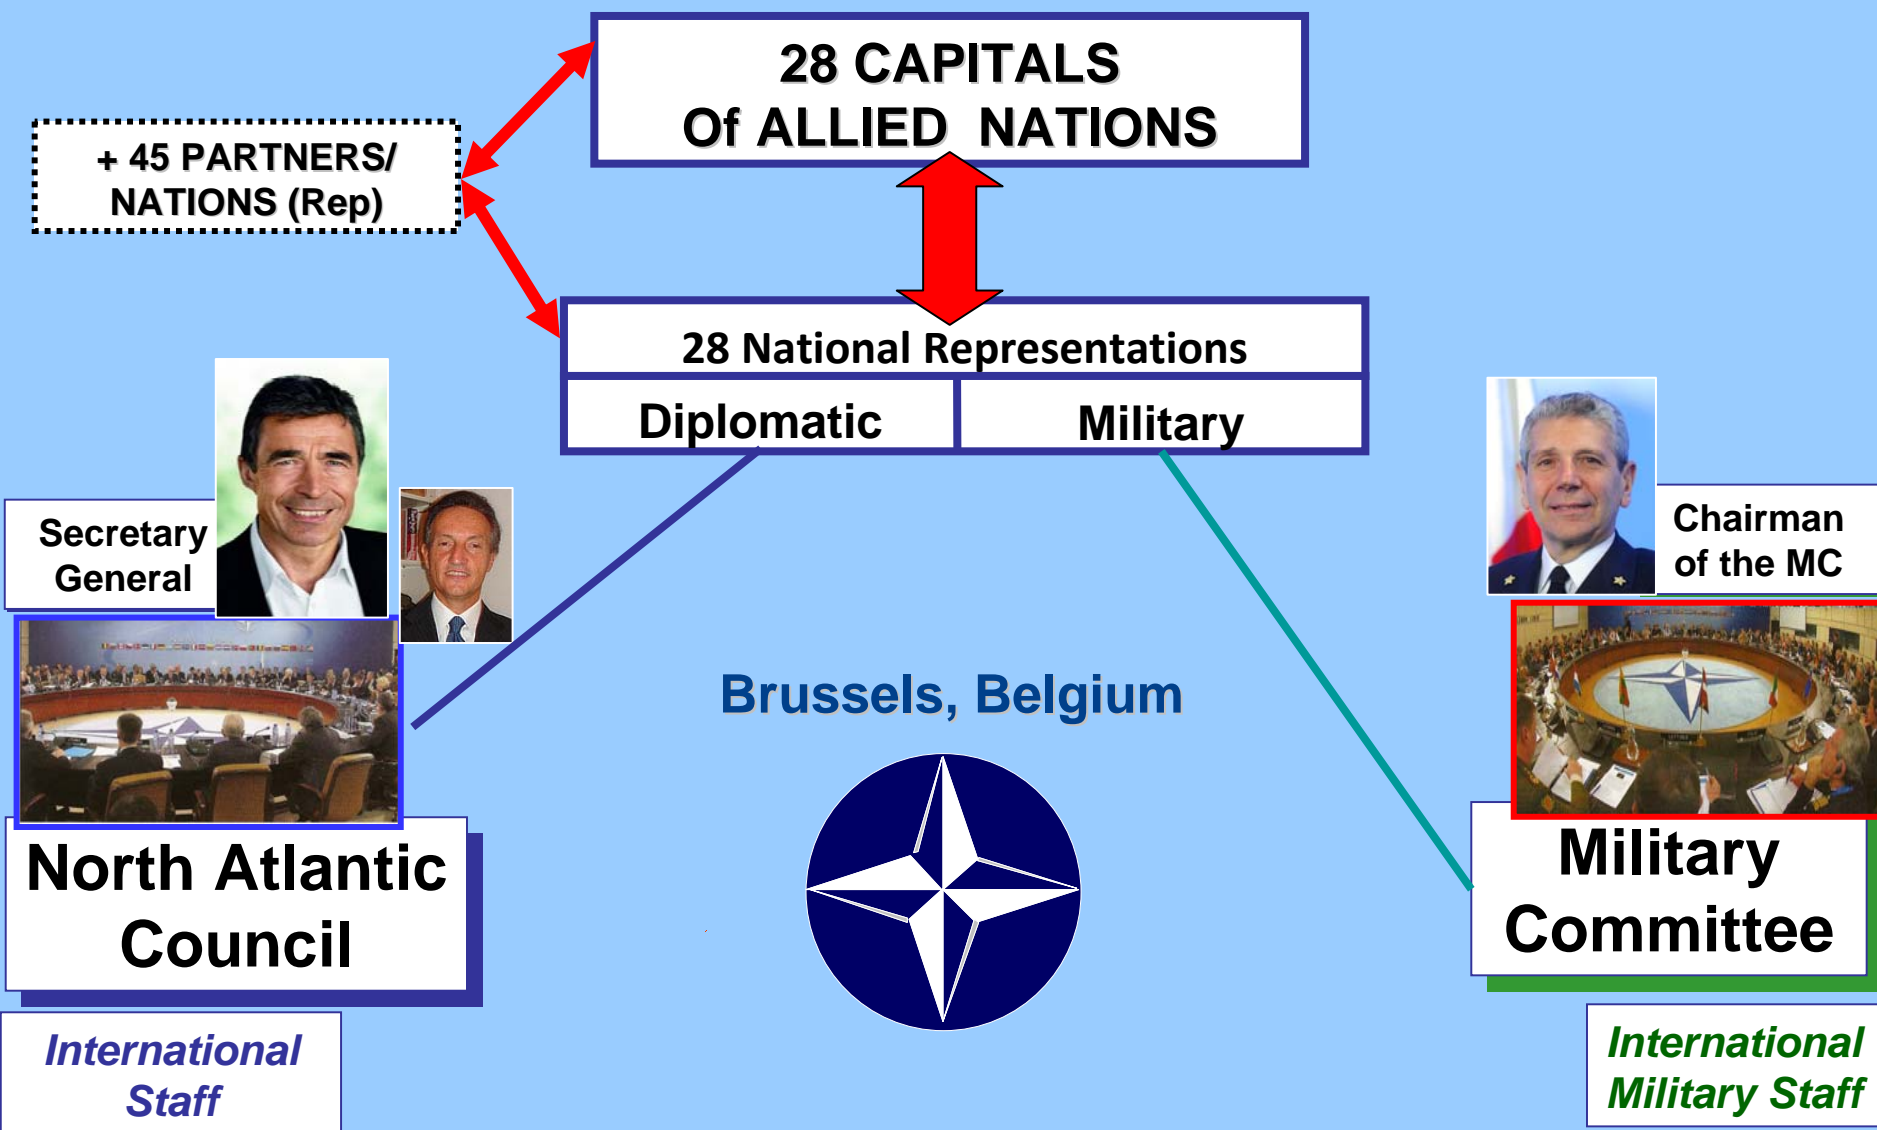 28 CAPITALS
Of ALLIED NATIONS
+ 45 PARTNERS/
NATIONS (Rep)
28 National Representations
Diplomatic
Military
Secretary
General
Chairman
of the MC
Brussels, Belgium
North Atlantic
Council
Military
Committee
International
Staff
International
Military Staff